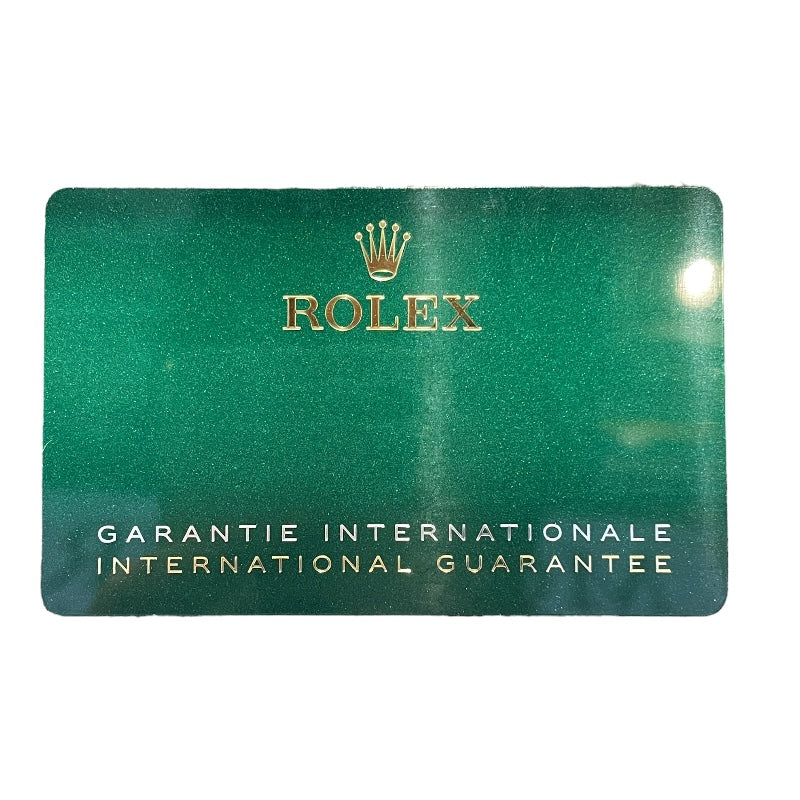 ROLEX
GARANTIE INTERNATIONALE
INTERNATIONAL GUARANTEE